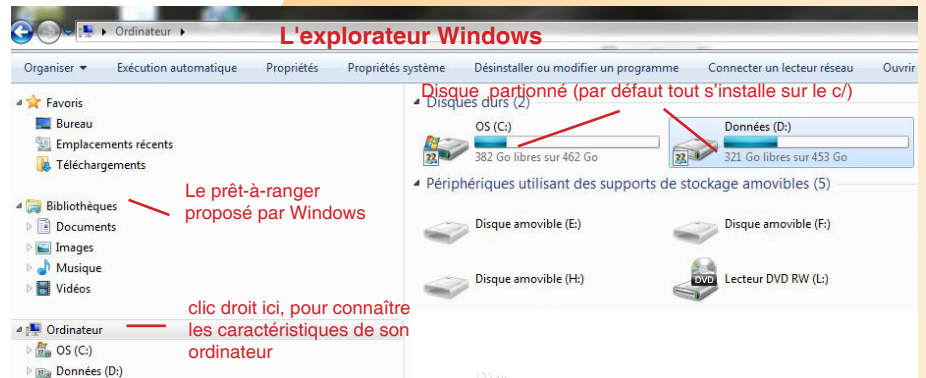 Ordinateur
L'explorateur Windows
Organiser Exécution automatique Propriétés Propriétés système Désinstaller ou modifier un programme Connecter un lecteur réseau Ouvrir
Favoris
Bureau
Emplacements récents
Téléchargements
Bibliothèques
Documents
Images
Musique
Vidéos
Ordinateur
OS (C:)
Données (D:)
Le prêt-à-ranger
proposé par Windows
clic droit ici, pour connaître
les caractéristiques de son
ordinateur
Disque partionné (par défaut tout s’installe sur le c/)
Disques durs (2)
OS (C:)
382 Go libres sur 462 Go
Données (D:)
321 Go libres sur 453 Go
Périphériques utilisant des supports de stockage amovibles (5)
Disque amovible (E:)
Disque amovible (F:)
Disque amovible (H:)
DVD
Lecteur DVD RW (L:)